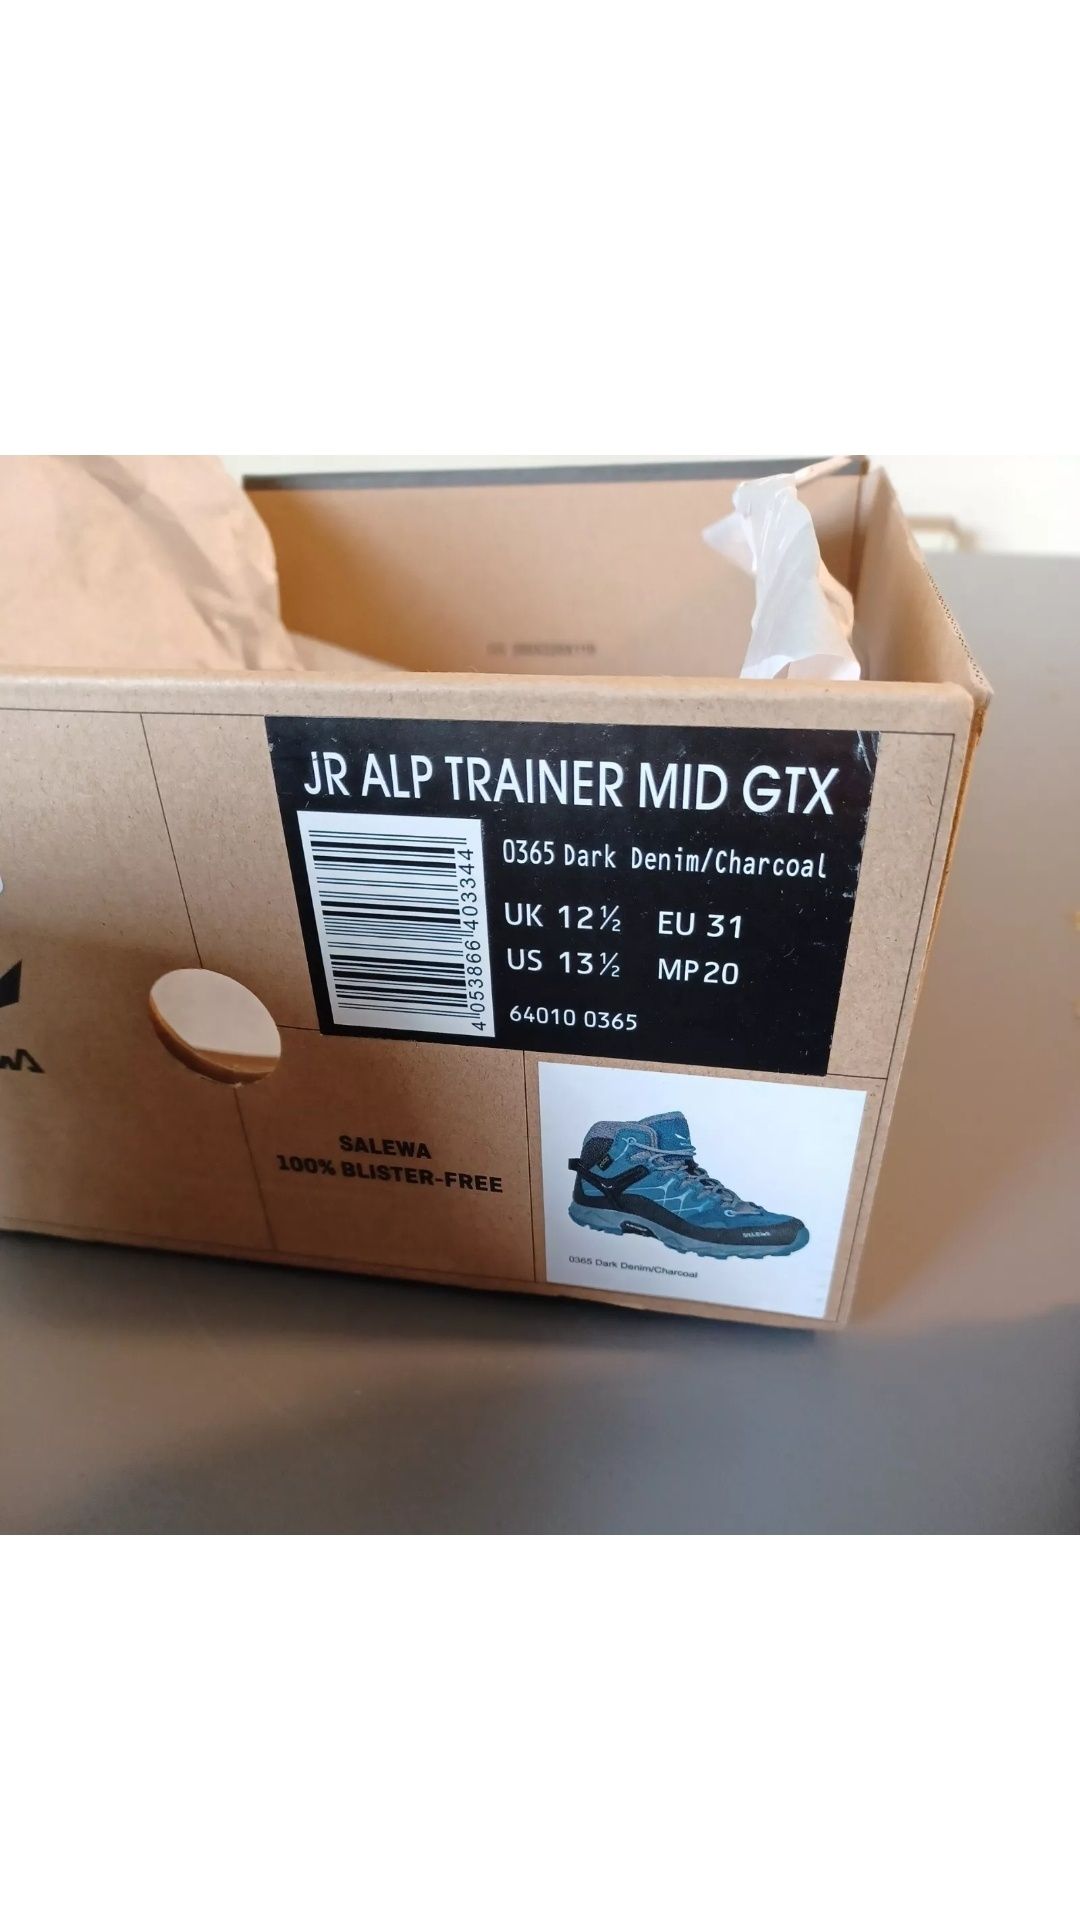 JR ALP TRAINER MID GTX
0365 Dark Denim/Charcoal
UK 12½ EU 31
US 13½ MP20
64010 0365
4 053866 403344
SALEWA
100% BLISTER-FREE
SALEWA
0365 Dark Denim/Charcoal